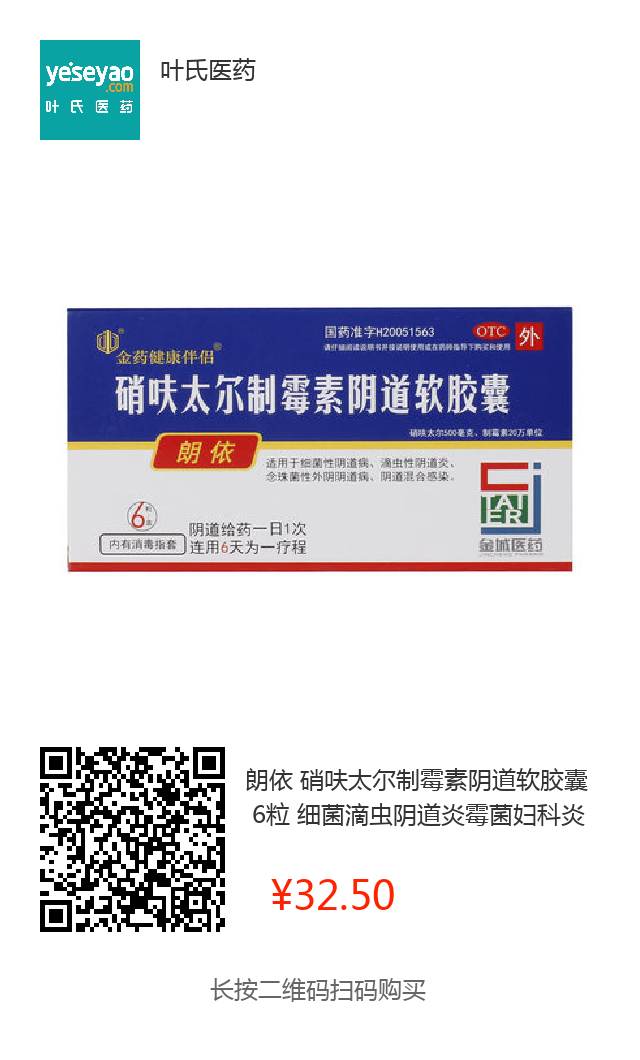 yeseyao
.com
叶氏医药
叶氏医药
金药健康伴侣®
国药准字H20051563
OTC
外
请仔细阅读说明书并按说明使用或在药师指导下购买和使用
硝呋太尔制霉素阴道软胶囊
硝呋太尔500毫克、制霉素20万单位
朗依
适用于细菌性阴道病、滴虫性阴道炎、
念珠菌性外阴阴道病、阴道混合感染。
6粒
内有消毒指套
阴道给药一日1次
连用6天为一疗程
TATER
金城医药
朗依 硝呋太尔制霉素阴道软胶囊
6粒 细菌滴虫阴道炎霉菌妇科炎
¥32.50
长按二维码扫码购买